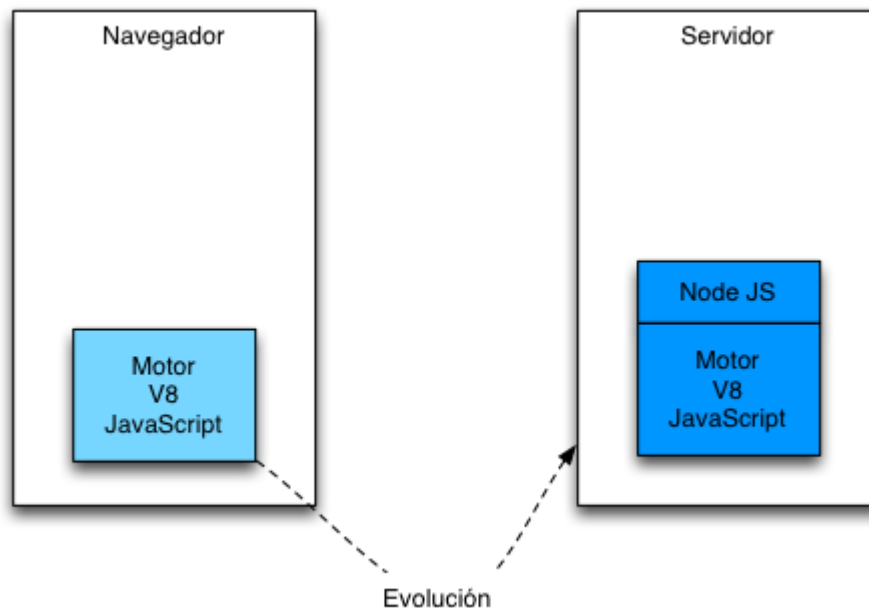 Navegador
Motor
V8
JavaScript
Servidor
Node JS
Motor
V8
JavaScript
Evolución